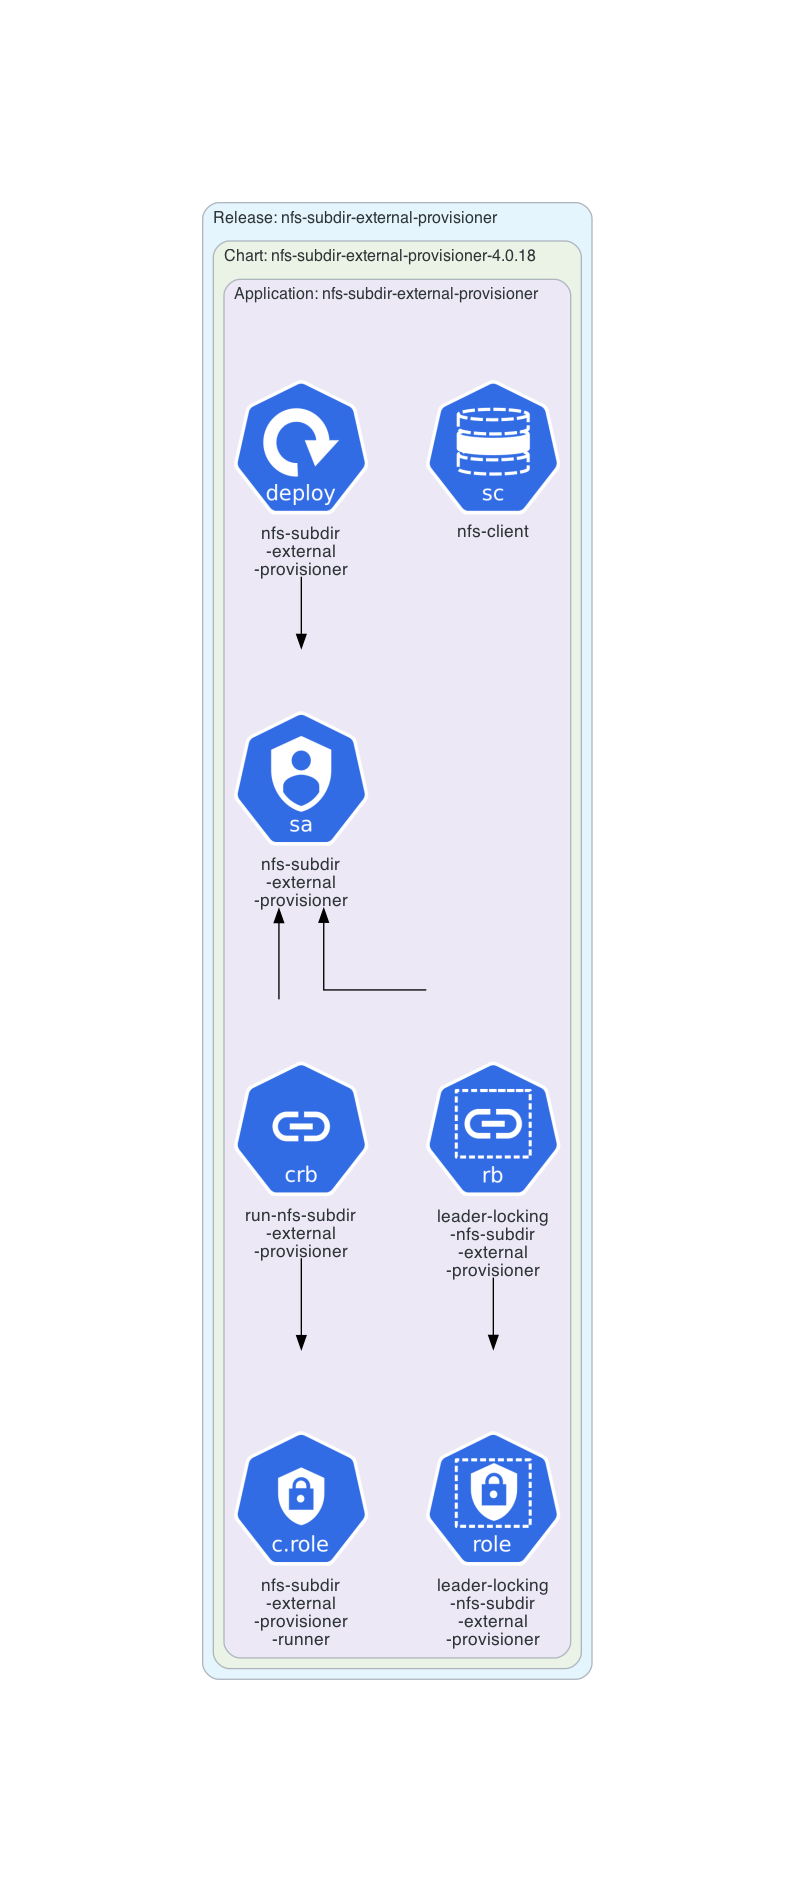 Release: nfs-subdir-external-provisioner
Chart: nfs-subdir-external-provisioner-4.0.18
Application: nfs-subdir-external-provisioner
deploy
nfs-subdir
-external
-provisioner
sc
nfs-client
sa
nfs-subdir
-external
-provisioner
crb
run-nfs-subdir
-external
-provisioner
rb
leader-locking
-nfs-subdir
-external
-provisioner
c.role
nfs-subdir
-external
-provisioner
-runner
role
leader-locking
-nfs-subdir
-external
-provisioner